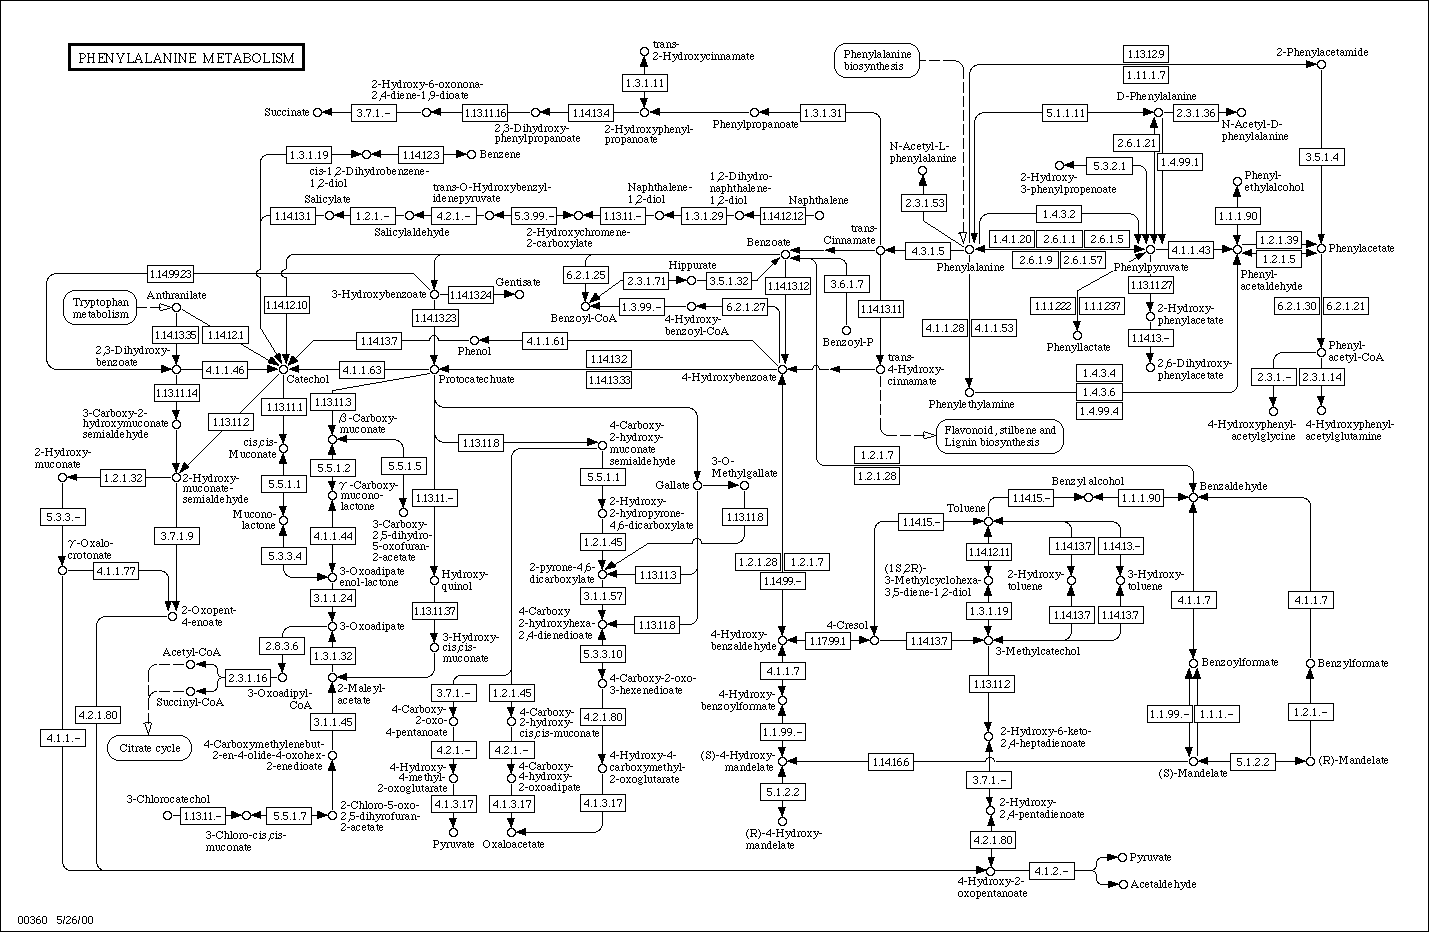 PHENYLALANINE METABOLISM
trans-
2-Hydroxycinnamate
Phenylalanine
biosynthesis
1.13.12.9
1.11.1.7
2-Phenylacetamide
1.3.1.11
2-Hydroxy-6-oxonona-
2,4-diene-1,9-dioate
D-Phenylalanine
Succinate
3.7.1.-
1.13.11.16
1.14.13.4
1.3.1.31
5.1.1.11
2.3.1.36
2,3-Dihydroxy-
phenylpropanoate
2-Hydroxyphenyl-
propanoate
Phenylpropanoate
N-Acetyl-D-
phenylalanine
2.6.1.21
N-Acetyl-L-
phenylalanine
1.3.1.19
1.14.12.3
Benzene
5.3.2.1
1.4.99.1
3.5.1.4
cis-1,2-Dihydrobenzene-
1,2-diol
2-Hydroxy-
3-phenylpropenoate
Phenyl-
ethylalcohol
Salicylate
trans-O-Hydroxybenzyl-
idenepyruvate
Naphthalene-
1,2-diol
1,2-Dihydro-
naphthalene-
1,2-diol
Naphthalene
2.3.1.53
1.14.13.1
1.2.1.-
4.2.1.-
5.3.99.-
1.13.11.-
1.3.1.29
1.14.12.12
1.4.3.2
1.1.1.90
Salicylaldehyde
2-Hydroxychromene-
2-carboxylate
trans-
Cinnamate
Benzoate
4.3.1.5
1.4.1.20
2.6.1.1
2.6.1.5
2.6.1.9
2.6.1.57
4.1.1.43
1.2.1.39
1.2.1.5
Phenylacetate
Phenylalanine
Phenylpyruvate
Phenyl-
acetaldehyde
1.14.99.23
6.2.1.25
Hippurate
2.3.1.71
3.5.1.32
1.14.13.12
3.6.1.7
1.13.11.27
Tryptophan
metabolism
Anthranilate
3-Hydroxybenzoate
1.14.13.24
Gentisate
1.14.12.10
Benzoyl-CoA
1.3.99.-
6.2.1.27
4-Hydroxy-
benzoyl-CoA
1.14.13.11
1.1.1.222
1.1.1.237
6.2.1.30
6.2.1.21
2-Hydroxy-
phenylacetate
1.14.13.23
1.14.13.35
1.14.12.1
1.14.13.7
Phenol
4.1.1.61
Benzoyl-P
4.1.1.28
4.1.1.53
1.14.13.-
Phenyllactate
2,3-Dihydroxy-
benzoate
4.1.1.46
Catechol
4.1.1.63
Protocatechuate
1.14.13.2
1.14.13.33
4-Hydroxybenzoate
trans-
4-Hydroxy-
cinnamate
2,6-Dihydroxy-
phenylacetate
Phenyl-
acetyl-CoA
1.4.3.4
1.4.3.6
1.4.99.4
2.3.1.-
2.3.1.14
Phenylethylamine
1.13.11.14
1.13.11.2
1.13.11.1
1.13.11.3
3-Carboxy-2-
hydroxymuconate
semialdehyde
β-Carboxy-
muconate
4-Carboxy-
2-hydroxy-
muconate
semialdehyde
Flavonoid, stilbene and
Lignin biosynthesis
4-Hydroxyphenyl-
acetylglycine
4-Hydroxyphenyl-
acetylglutamine
cis,cis-
Muconate
1.13.11.8
1.2.1.7
1.2.1.28
2-Hydroxy-
muconate
1.2.1.32
2-Hydroxy-
muconate-
semialdehyde
5.5.1.1
5.5.1.2
5.5.1.5
γ-Carboxy-
mucono-
lactone
1.13.11.-
5.5.1.1
Gallate
3-O-
Methylgallate
Benzyl alcohol
Benzaldehyde
1.14.15.-
1.1.1.90
5.3.3.-
3.7.1.9
Mucono-
lactone
3-Carboxy-
2,5-dihydro-
5-oxofuran-
2-acetate
2-Hydroxy-
2-hydropyrone-
4,6-dicarboxylate
1.13.11.8
Toluene
1.14.15.-
γ-Oxalo-
crotonate
4.1.1.77
5.3.3.4
4.1.1.44
1.2.1.45
1.14.12.11
1.14.13.7
1.14.13.-
3-Oxoadipate
enol-lactone
Hydroxy-
quinol
2-pyrone-4,6-
dicarboxylate
1.13.11.3
1.2.1.28
1.2.1.7
1.14.99.-
(1S,2R)-
3-Methylcyclohexa-
3,5-diene-1,2-diol
2-Hydroxy-
toluene
3-Hydroxy-
toluene
3.1.1.24
3.1.1.57
1.13.11.37
1.3.1.19
1.14.13.7
1.14.13.7
4.1.1.7
4.1.1.7
2-Oxopent-
4-enoate
3-Oxoadipate
4-Carboxy
2-hydroxyhexa-
2,4-dienedioate
1.13.11.8
2.8.3.6
1.3.1.32
3-Hydroxy-
cis,cis-
muconate
5.3.3.10
4-Hydroxy-
benzaldehyde
1.17.99.1
4-Cresol
1.14.13.7
3-Methylcatechol
Acetyl-CoA
2.3.1.16
Succinyl-CoA
3-Oxoadipyl-
CoA
2-Maleyl-
acetate
4-Carboxy-2-oxo-
3-hexenedioate
4.1.1.7
1.13.11.2
Benzoylformate
Benzylformate
3.7.1.-
1.2.1.45
4-Hydroxy-
benzoylformate
4.2.1.80
3.1.1.45
4-Carboxy-
2-oxo-
4-pentanoate
4-Carboxy-
2-hydroxy-
cis,cis-muconate
4.2.1.80
1.1.99.-
1.1.99.-
1.1.1.-
1.2.1.-
4.1.1.-
Citrate cycle
4-Carboxymethylenebut-
2-en-4-olide-4-oxohex-
2-enedioate
4.2.1.-
4.2.1.-
2-Hydroxy-6-keto-
2,4-heptadienoate
4-Hydroxy-
4-methyl-
2-oxoglutarate
4-Carboxy-
4-hydroxy-
2-oxoadipate
4-Hydroxy-4-
carboxymethyl-
2-oxoglutarate
(S)-4-Hydroxy-
mandelate
1.14.16.6
(S)-Mandelate
5.1.2.2
(R)-Mandelate
3.7.1.-
5.1.2.2
3-Chlorocatechol
1.13.11.-
5.5.1.7
3-Chloro-cis,cis-
muconate
2-Chloro-5-oxo-
2,5-dihyrofuran-
2-acetate
4.1.3.17
4.1.3.17
4.1.3.17
2-Hydroxy-
2,4-pentadienoate
Pyruvate
Oxaloacetate
(R)-4-Hydroxy-
mandelate
4.2.1.80
4.1.2.-
Pyruvate
Acetaldehyde
4-Hydroxy-2-
oxopentanoate
00360 5/26/00